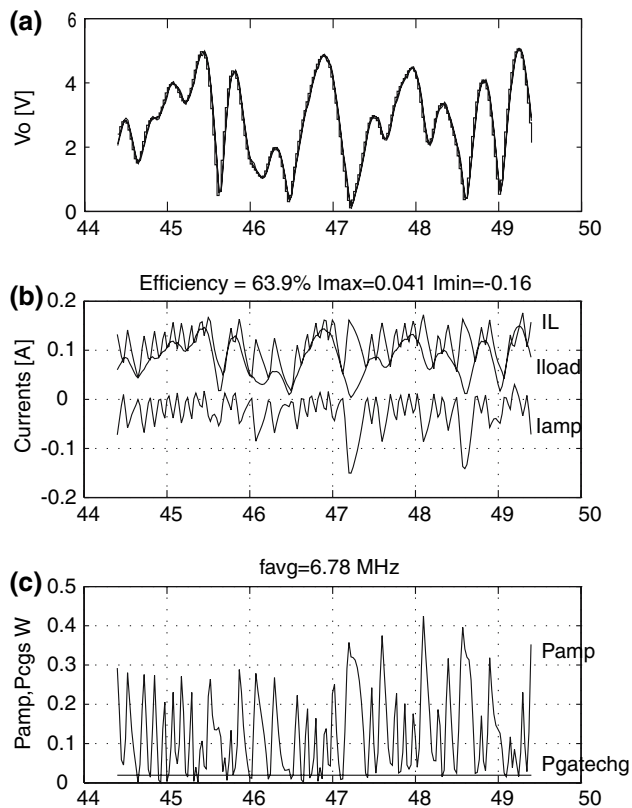 (a)
6
4
2
0
Vo [V]
44 45 46 47 48 49 50
(b)
Efficiency = 63.9% Imax=0.041 Imin=-0.16
0.2
0.1
0
-0.1
-0.2
Currents [A]
IL
Iload
Iamp
44 45 46 47 48 49 50
(c)
favg=6.78 MHz
0.5
0.4
0.3
0.2
0.1
0
Pamp,Pcgs W
Pamp
Pgatechg
44 45 46 47 48 49 50